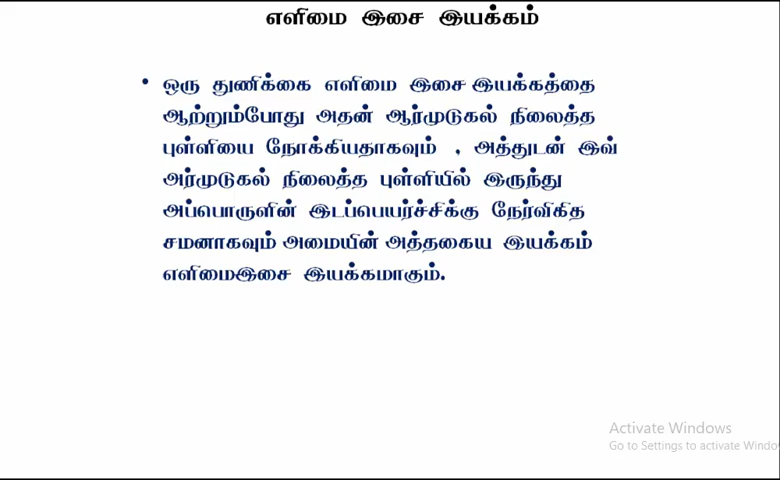 எளிமை இசை இயக்கம்
• ஒரு துணிக்கை எளிமை இசை இயக்கத்தை
ஆற்றும்போது அதன் ஆர்முடுகல் நிலைத்த
புள்ளியை நோக்கியதாகவும் , அத்துடன் இவ்
அர்முடுகல் நிலைத்த புள்ளியில் இருந்து
அப்பொருளின் இடப்பெயர்ச்சிக்கு நேர்விகித
சமனாகவும் அமையின் அத்தகைய இயக்கம்
எளிமைஇசை இயக்கமாகும்.
Activate Windows
Go to Settings to activate Windo